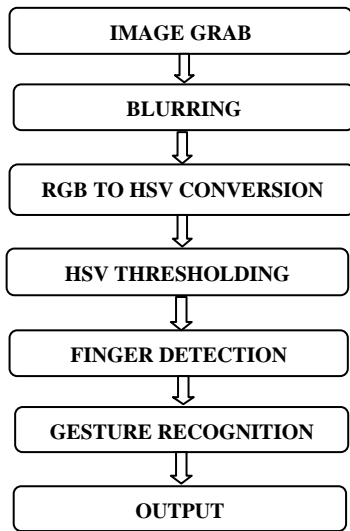 IMAGE GRAB
BLURRING
RGB TO HSV CONVERSION
HSV THRESHOLDING
FINGER DETECTION
GESTURE RECOGNITION
OUTPUT